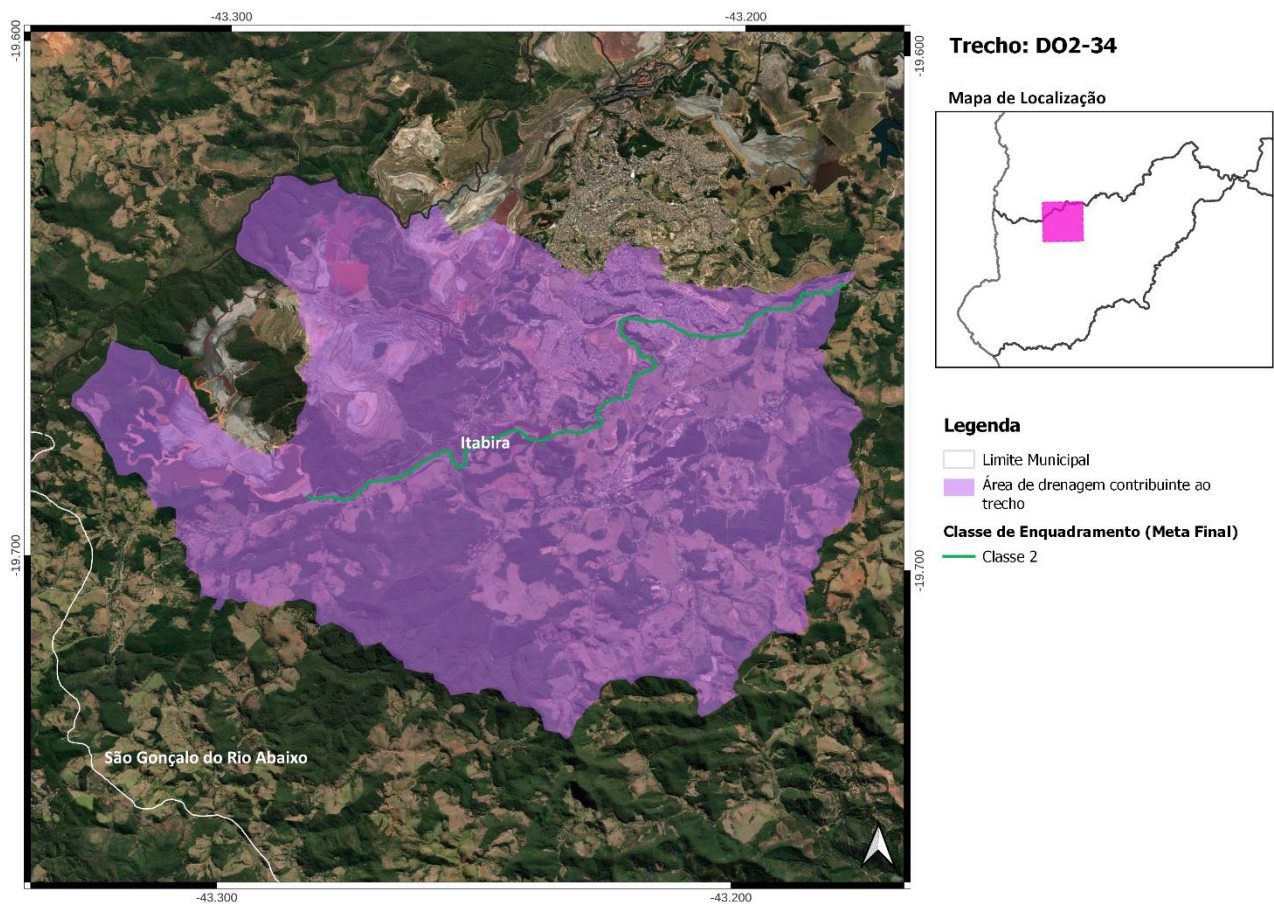 -43.300
-43.200
-19.600
-19.600
Trecho: DO2-34
Mapa de Localização
Itabira
Legenda
Limite Municipal
Área de drenagem contribuinte ao
trecho
Classe de Enquadramento (Meta Final)
Classe 2
-19.700
-19.700
São Gonçalo do Rio Abaixo
-43.300
-43.200